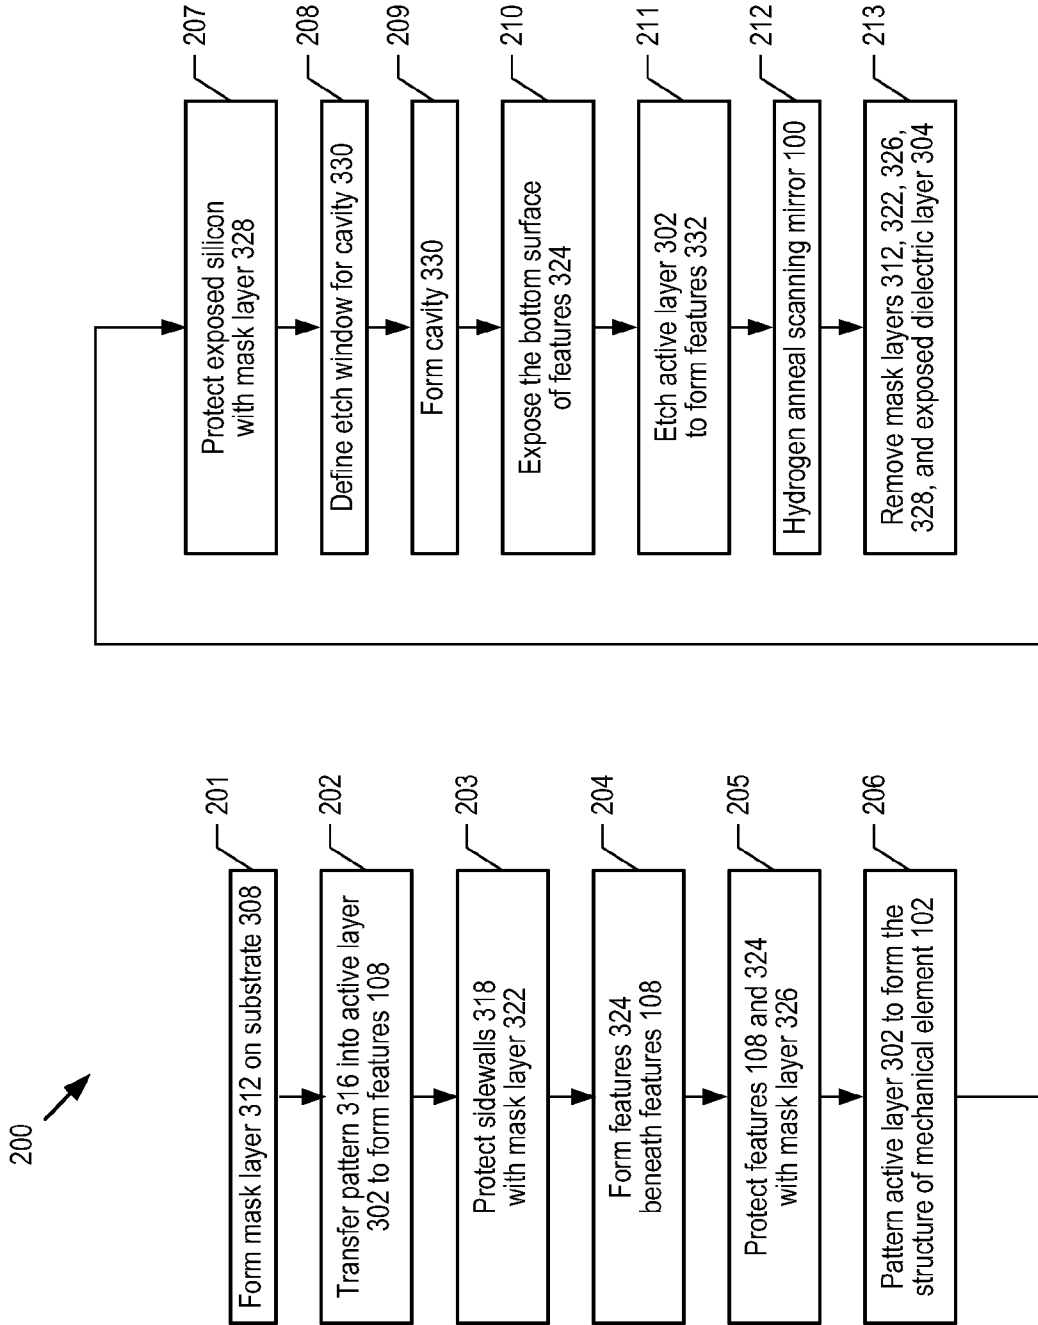 200
201
Form mask layer 312 on substrate 308
202
Transfer pattern 316 into active layer
302 to form features 108
203
Protect sidewalls 318
with mask layer 322
204
Form features 324
beneath features 108
205
Protect features 108 and 324
with mask layer 326
206
Pattern active layer 302 to form the
structure of mechanical element 102
207
Protect exposed silicon
with mask layer 328
208
Define etch window for cavity 330
209
Form cavity 330
210
Expose the bottom surface
of features 324
211
Etch active layer 302
to form features 332
212
Hydrogen anneal scanning mirror 100
213
Remove mask layers 312, 322, 326,
328, and exposed dielectric layer 304